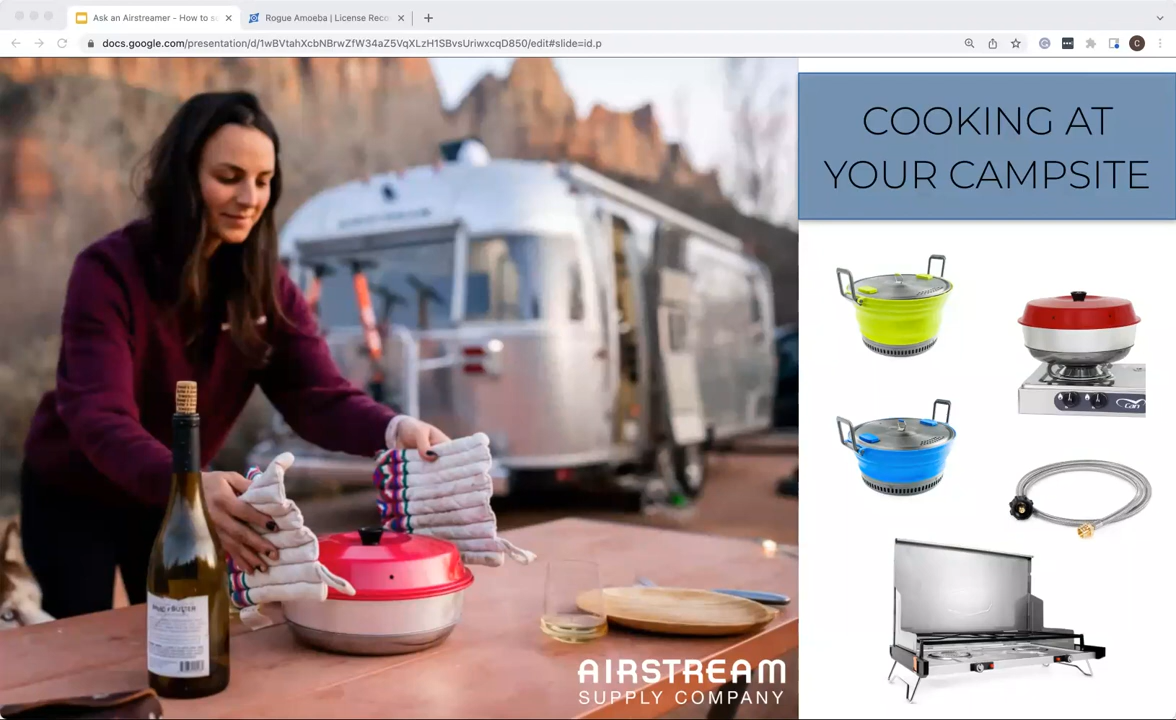 Ask an Airstreamer - How to s
Rogue Amoeba | License Reco
docs.google.com/presentation/d/1wBVtahXcbNBrwZfW34aZ5VqXLzH1SBvsUriwxcqD850/edit#slide=id.p
C
COOKING AT
YOUR CAMPSITE
AIRSTREAM
SUPPLY COMPANY